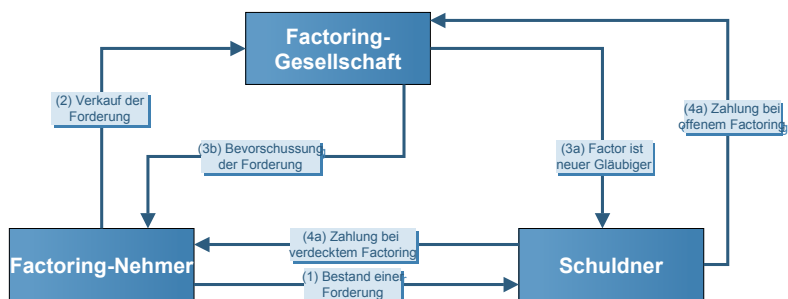 Factoring-
Gesellschaft
(2) Verkauf der
Forderung
(4a) Zahlung bei
offenem Factoring
(3b) Bevorschussung
der Forderung
(3a) Factor ist
neuer Gläubiger
Factoring-Nehmer
(4a) Zahlung bei
verdecktem Factoring
(1) Bestand einer
Forderung
Schuldner